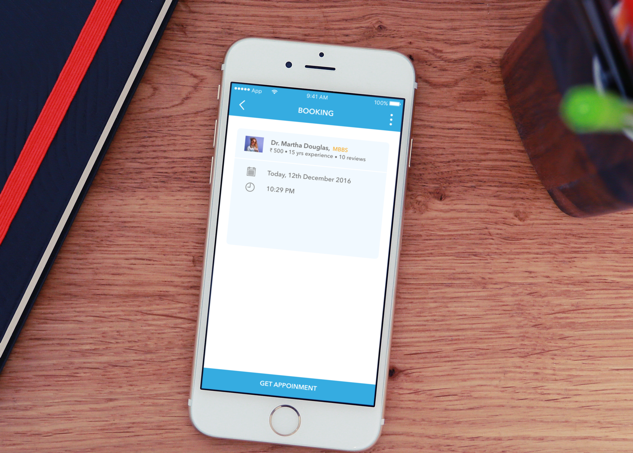 App 9:41 AM 100%
BOOKING
Dr. Martha Douglas, MBBS
₹ 500 • 15 yrs experience • 10 reviews
Today, 12th December 2016
10:29 PM
GET APPOINMENT